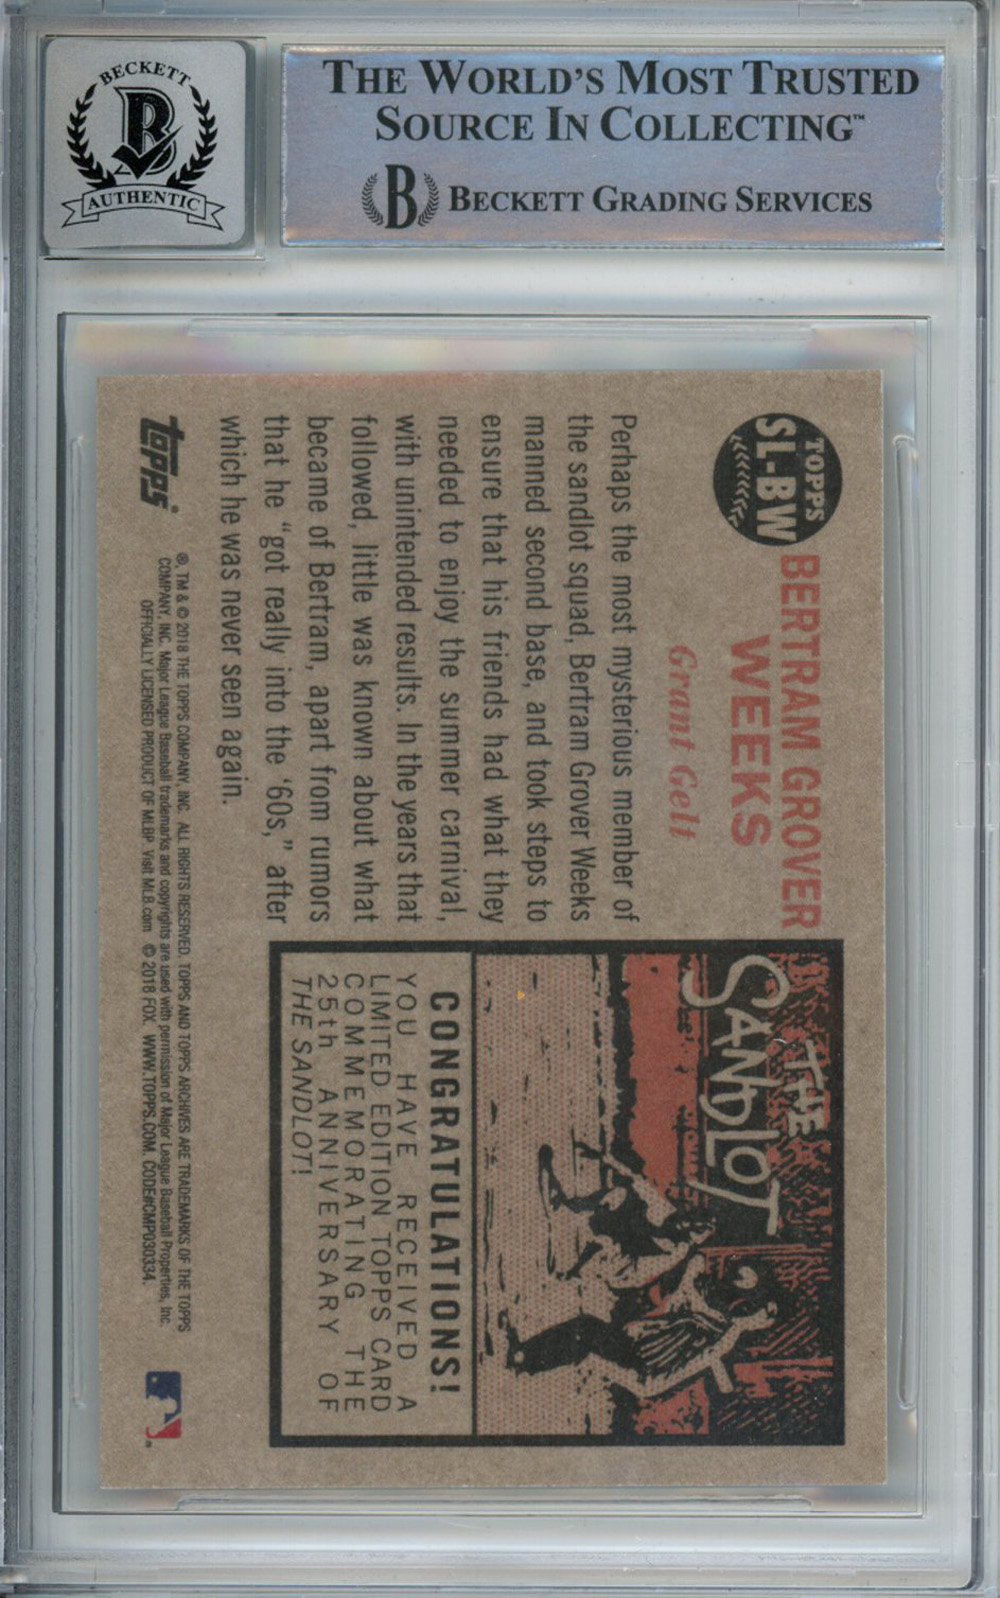 BECKETT
B
AUTHENTIC
THE WORLD'S MOST TRUSTED
SOURCE IN COLLECTING™
B BECKETT GRADING SERVICES
TOPPS
SL-BW
BERTRAM GROVER
WEEKS
Grant Gelt
Perhaps the most mysterious member of
the sandlot squad, Bertram Grover Weeks
manned second base, and took steps to
ensure that his friends had what they
needed to enjoy the summer carnival,
with unintended results. In the years that
followed, little was known about what
became of Bertram, apart from rumors
that he “got really into the ‘60s,” after
which he was never seen again.
THE
SANDLOT
CONGRATULATIONS!
YOU HAVE RECEIVED A
LIMITED EDITION TOPPS CARD
COMMEMORATING THE
25th ANNIVERSARY OF
THE SANDLOT!
topps
®, TM & © 2018 THE TOPPS COMPANY, INC. ALL RIGHTS RESERVED. TOPPS AND TOPPS ARCHIVES ARE TRADEMARKS OF THE TOPPS
COMPANY, INC. Major League Baseball trademarks and copyrights are used with permission of Major League Baseball Properties, Inc.
OFFICIALLY LICENSED PRODUCT OF MLBP. Visit MLB.com © 2018 FOX. WWW.TOPPS.COM. CODE#CMP030334.